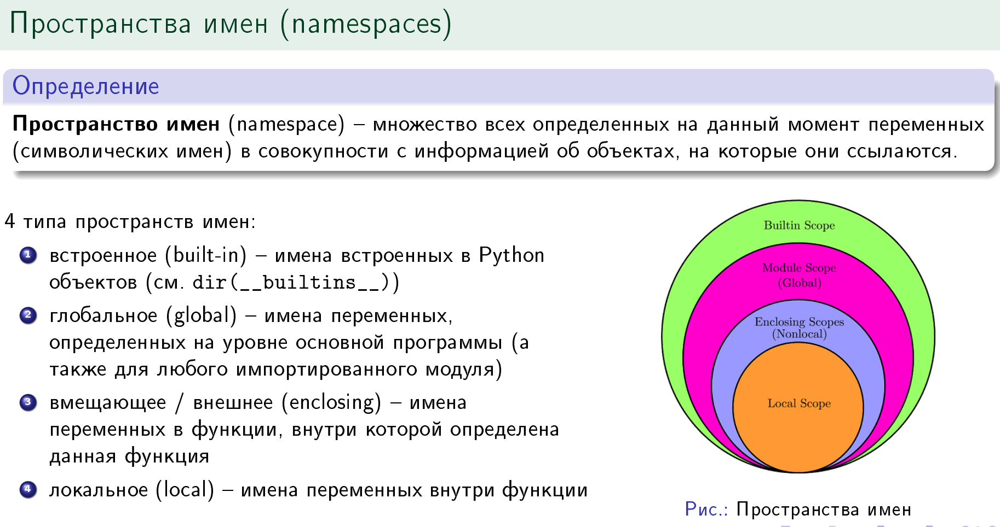 Пространства имен (namespaces)
Определение
Пространство имен (namespace) – множество всех определенных на данный момент переменных
(символических имен) в совокупности с информацией об объектах, на которые они ссылаются.
4 типа пространств имен:
1 встроенное (built-in) – имена встроенных в Python
объектов (см. dir(__builtins__))
2 глобальное (global) – имена переменных,
определенных на уровне основной программы (а
также для любого импортированного модуля)
3 вмещающее / внешнее (enclosing) – имена
переменных в функции, внутри которой определена
данная функция
4 локальное (local) – имена переменных внутри функции
Builtin Scope
Module Scope
(Global)
Enclosing Scopes
(Nonlocal)
Local Scope
Рис.: Пространства имен